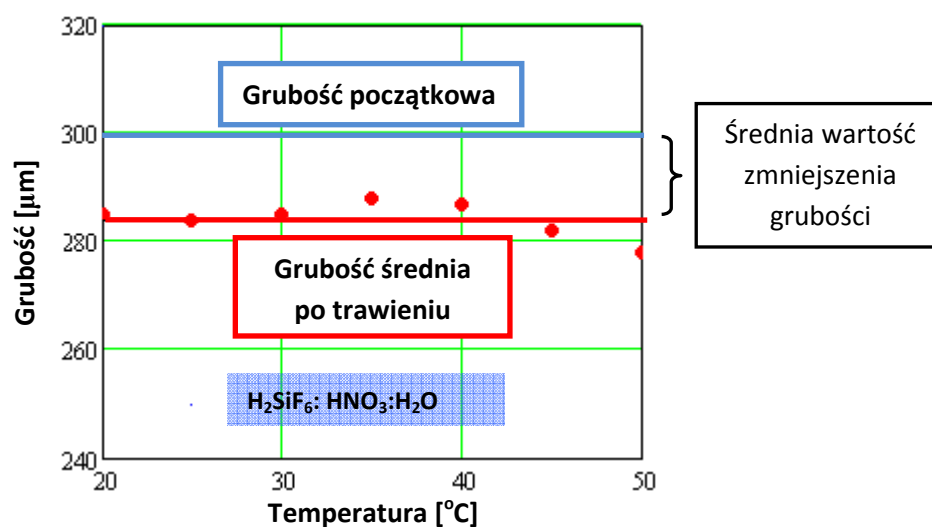 320
300
280
260
240
Grubość [µm]
Grubość początkowa
Grubość średnia
po trawieniu
H₂SiF₆: HNO₃:H₂O
20
30
40
50
Temperatura [°C]
Średnia wartość
zmniejszenia
grubości